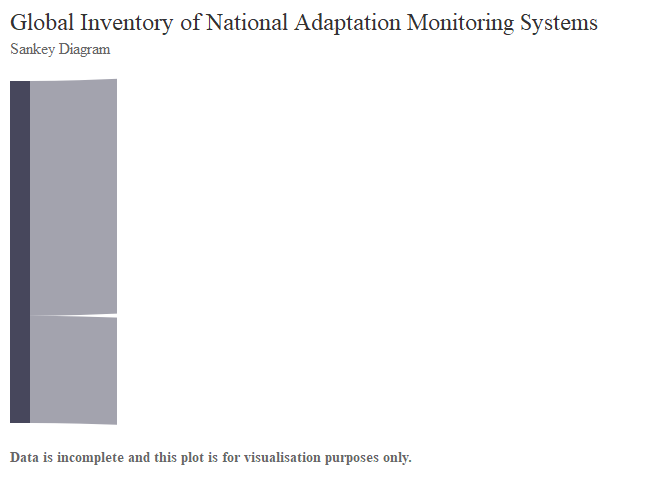 Global Inventory of National Adaptation Monitoring Systems
Sankey Diagram
Data is incomplete and this plot is for visualisation purposes only.